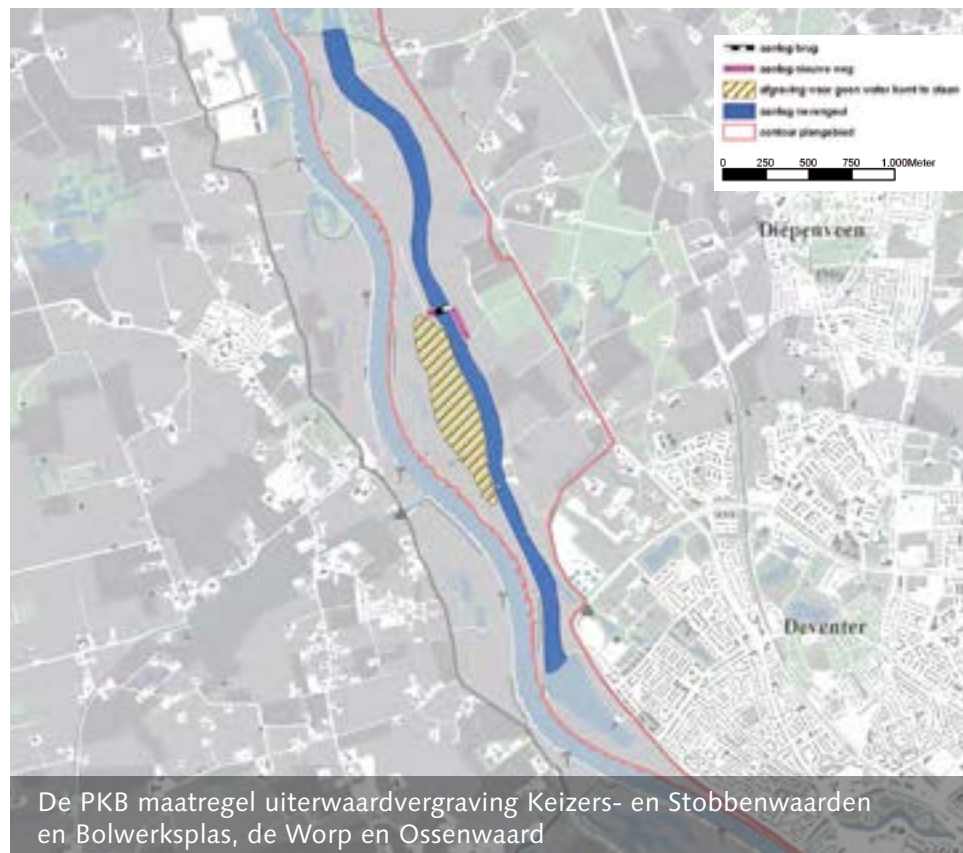 aanleg brug
aanleg nieuwe weg
afgraving waar geen water komt te staan
aanleg nevengeul
contour plangebied
0 250 500 750 1.000Meter
Diepenveen
Deventer
De PKB maatregel uiterwaardvergraving Keizers- en Stobbenwaarden
en Bolwerksplas, de Worp en Ossenwaard